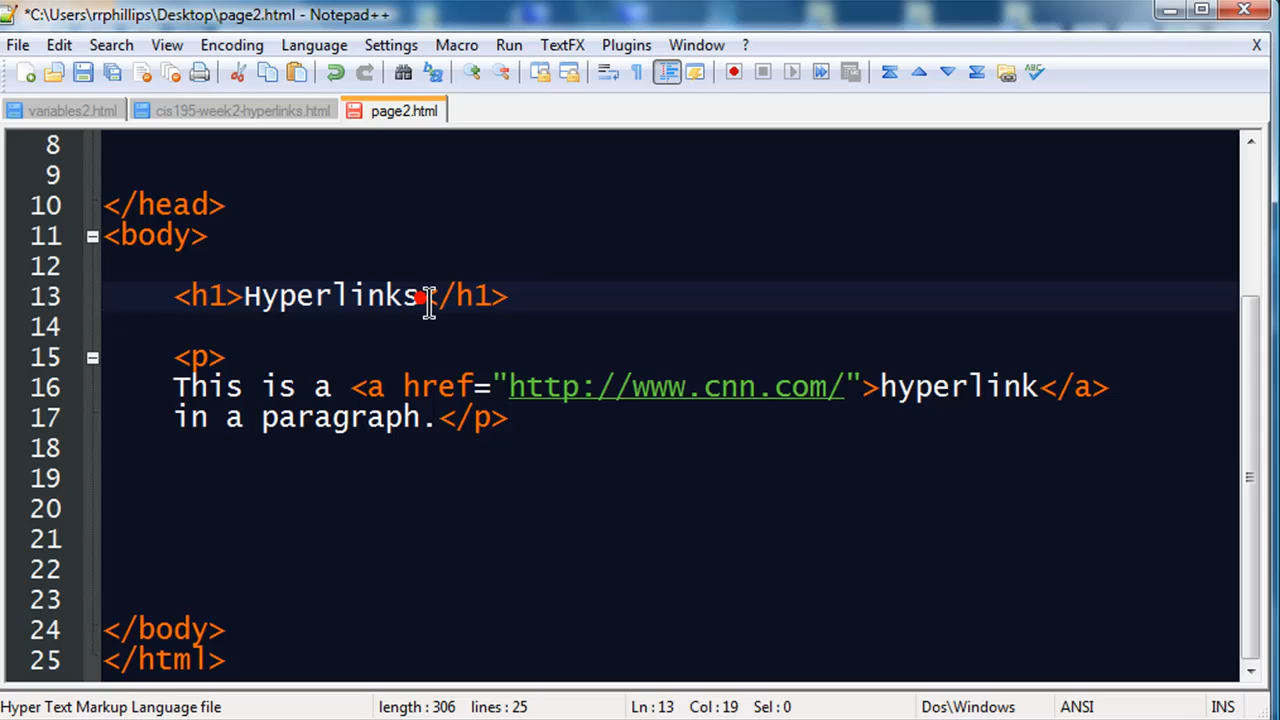 *C:\Users\rrphillips\Desktop\page2.html - Notepad++
File Edit Search View Encoding Language Settings Macro Run TextFX Plugins Window ? X
variables2.html cis195-week2-hyperlinks.html page2.html
8
9
10 </head>
11 <body>
12
13 <h1>Hyperlinks</h1>
14
15 <p>
16 This is a <a href="http://www.cnn.com/">hyperlink</a>
17 in a paragraph.</p>
18
19
20
21
22
23
24 </body>
25 </html>
Hyper Text Markup Language file length : 306 lines : 25 Ln : 13 Col : 19 Sel : 0 Dos\Windows ANSI INS